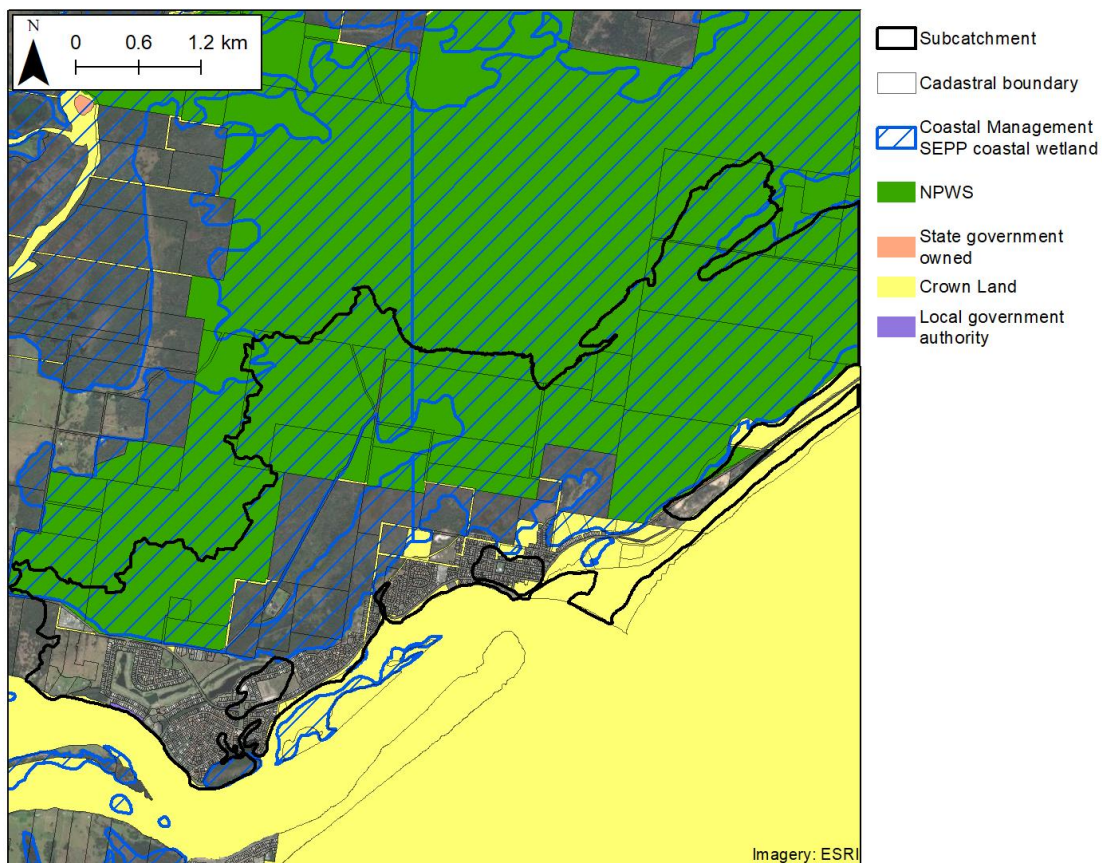 N
0 0.6 1.2 km
Subcatchment
Cadastral boundary
Coastal Management
SEPP coastal wetland
NPWS
State government
owned
Crown Land
Local government
authority
Imagery: ESRI